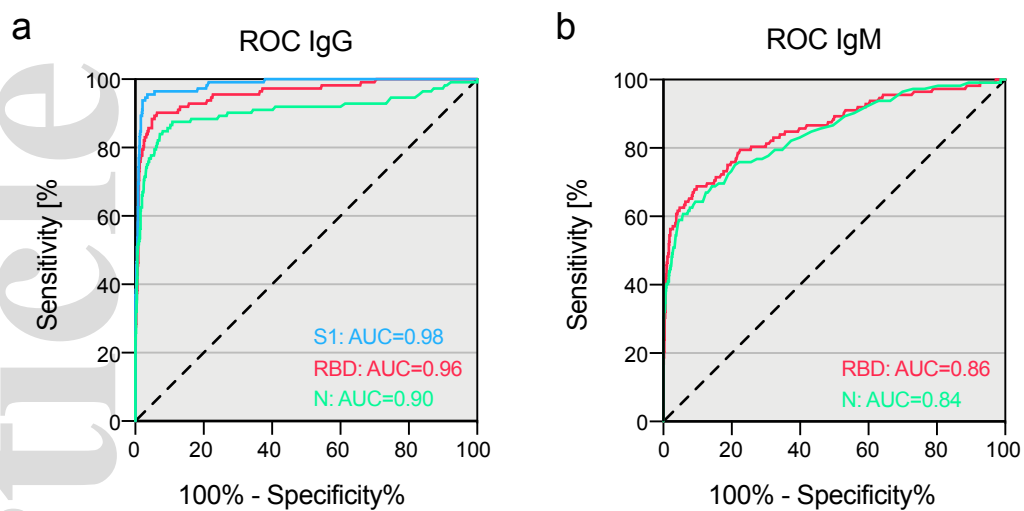 a
ROC IgG
Sensitivity [%
100
80
60
40
20
0
S1: AUC=0.98
RBD: AUC=0.96
N: AUC=0.90
0 20 40 60 80 100
100% - Specificity%
b
ROC IgM
Sensitivity [%
100
80
60
40
20
0
RBD: AUC=0.86
N: AUC=0.84
0 20 40 60 80 100
100% - Specificity%
ticle